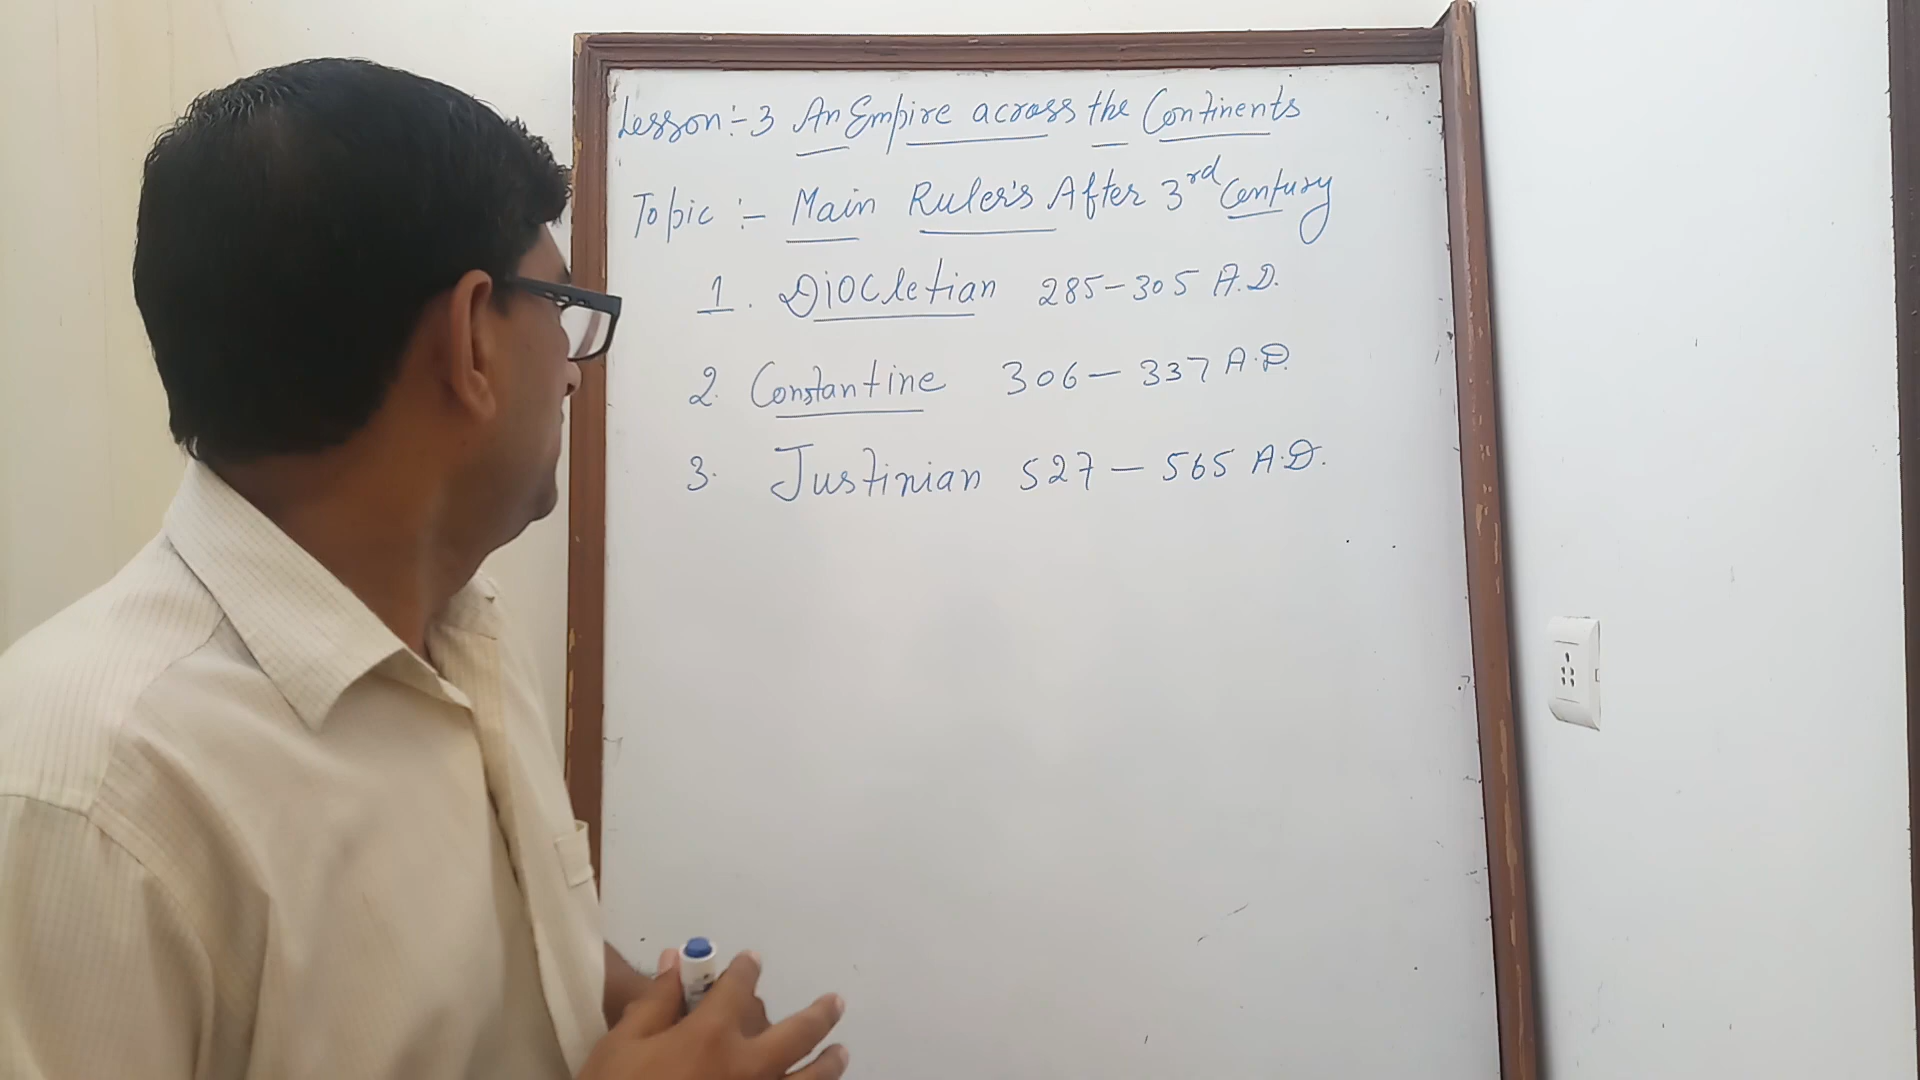 Lesson:- 3 An Empire across the Continents
Topic :- Main Ruler's After 3rd Century
1. Diocletian 285-305 A.D.
2. Constantine 306 - 337 A.D.
3. Justinian 527 - 565 A.D.